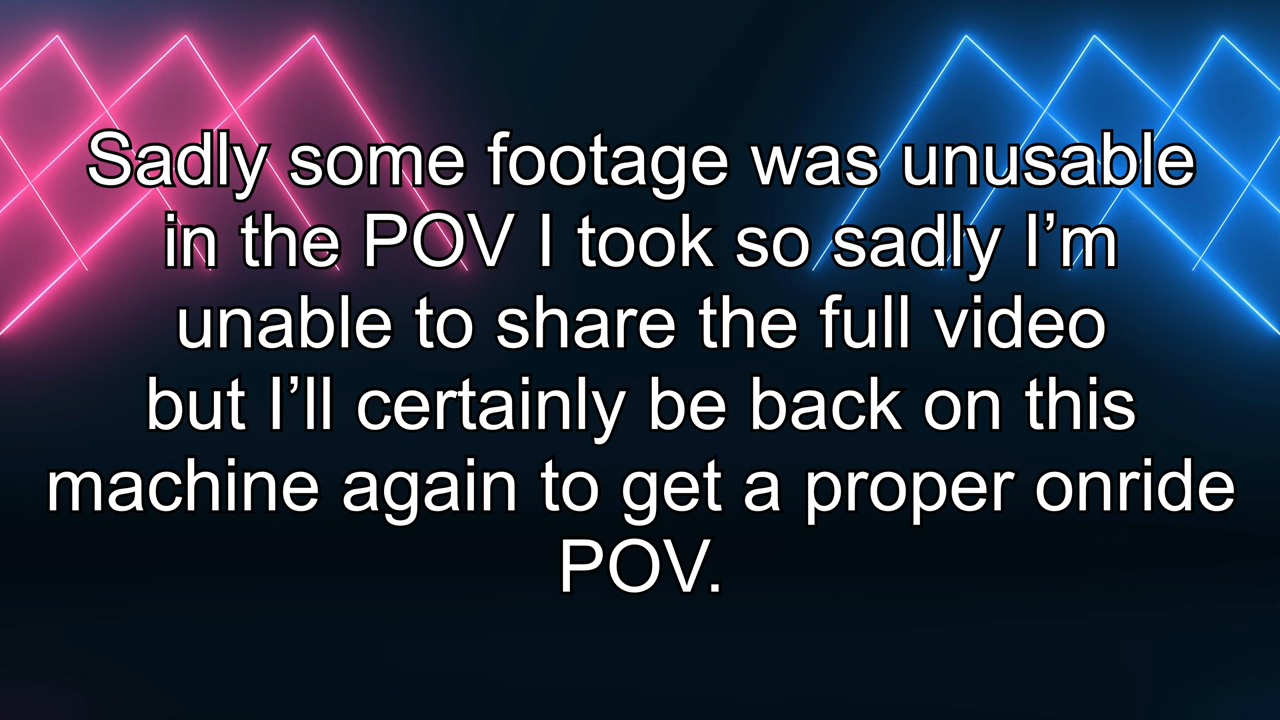 Sadly some footage was unusable
in the POV I took so sadly I’m
unable to share the full video
but I’ll certainly be back on this
machine again to get a proper onride
POV.